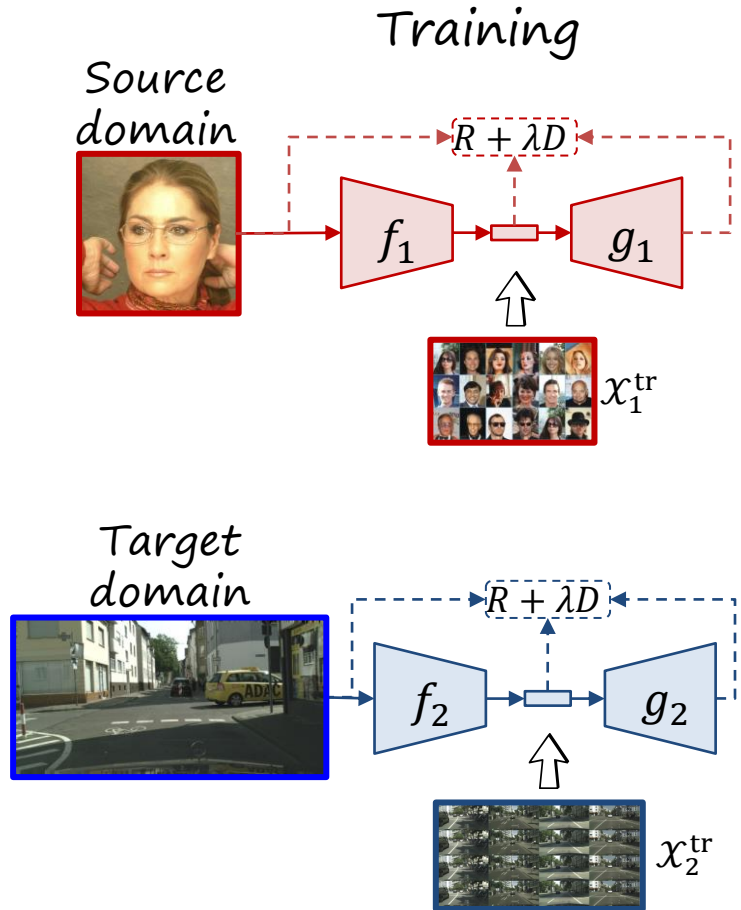 Training
Source
domain
R + λD
f₁
g₁
𝒳₁ᵗʳ
Target
domain
R + λD
ADAC
f₂
g₂
𝒳₂ᵗʳ